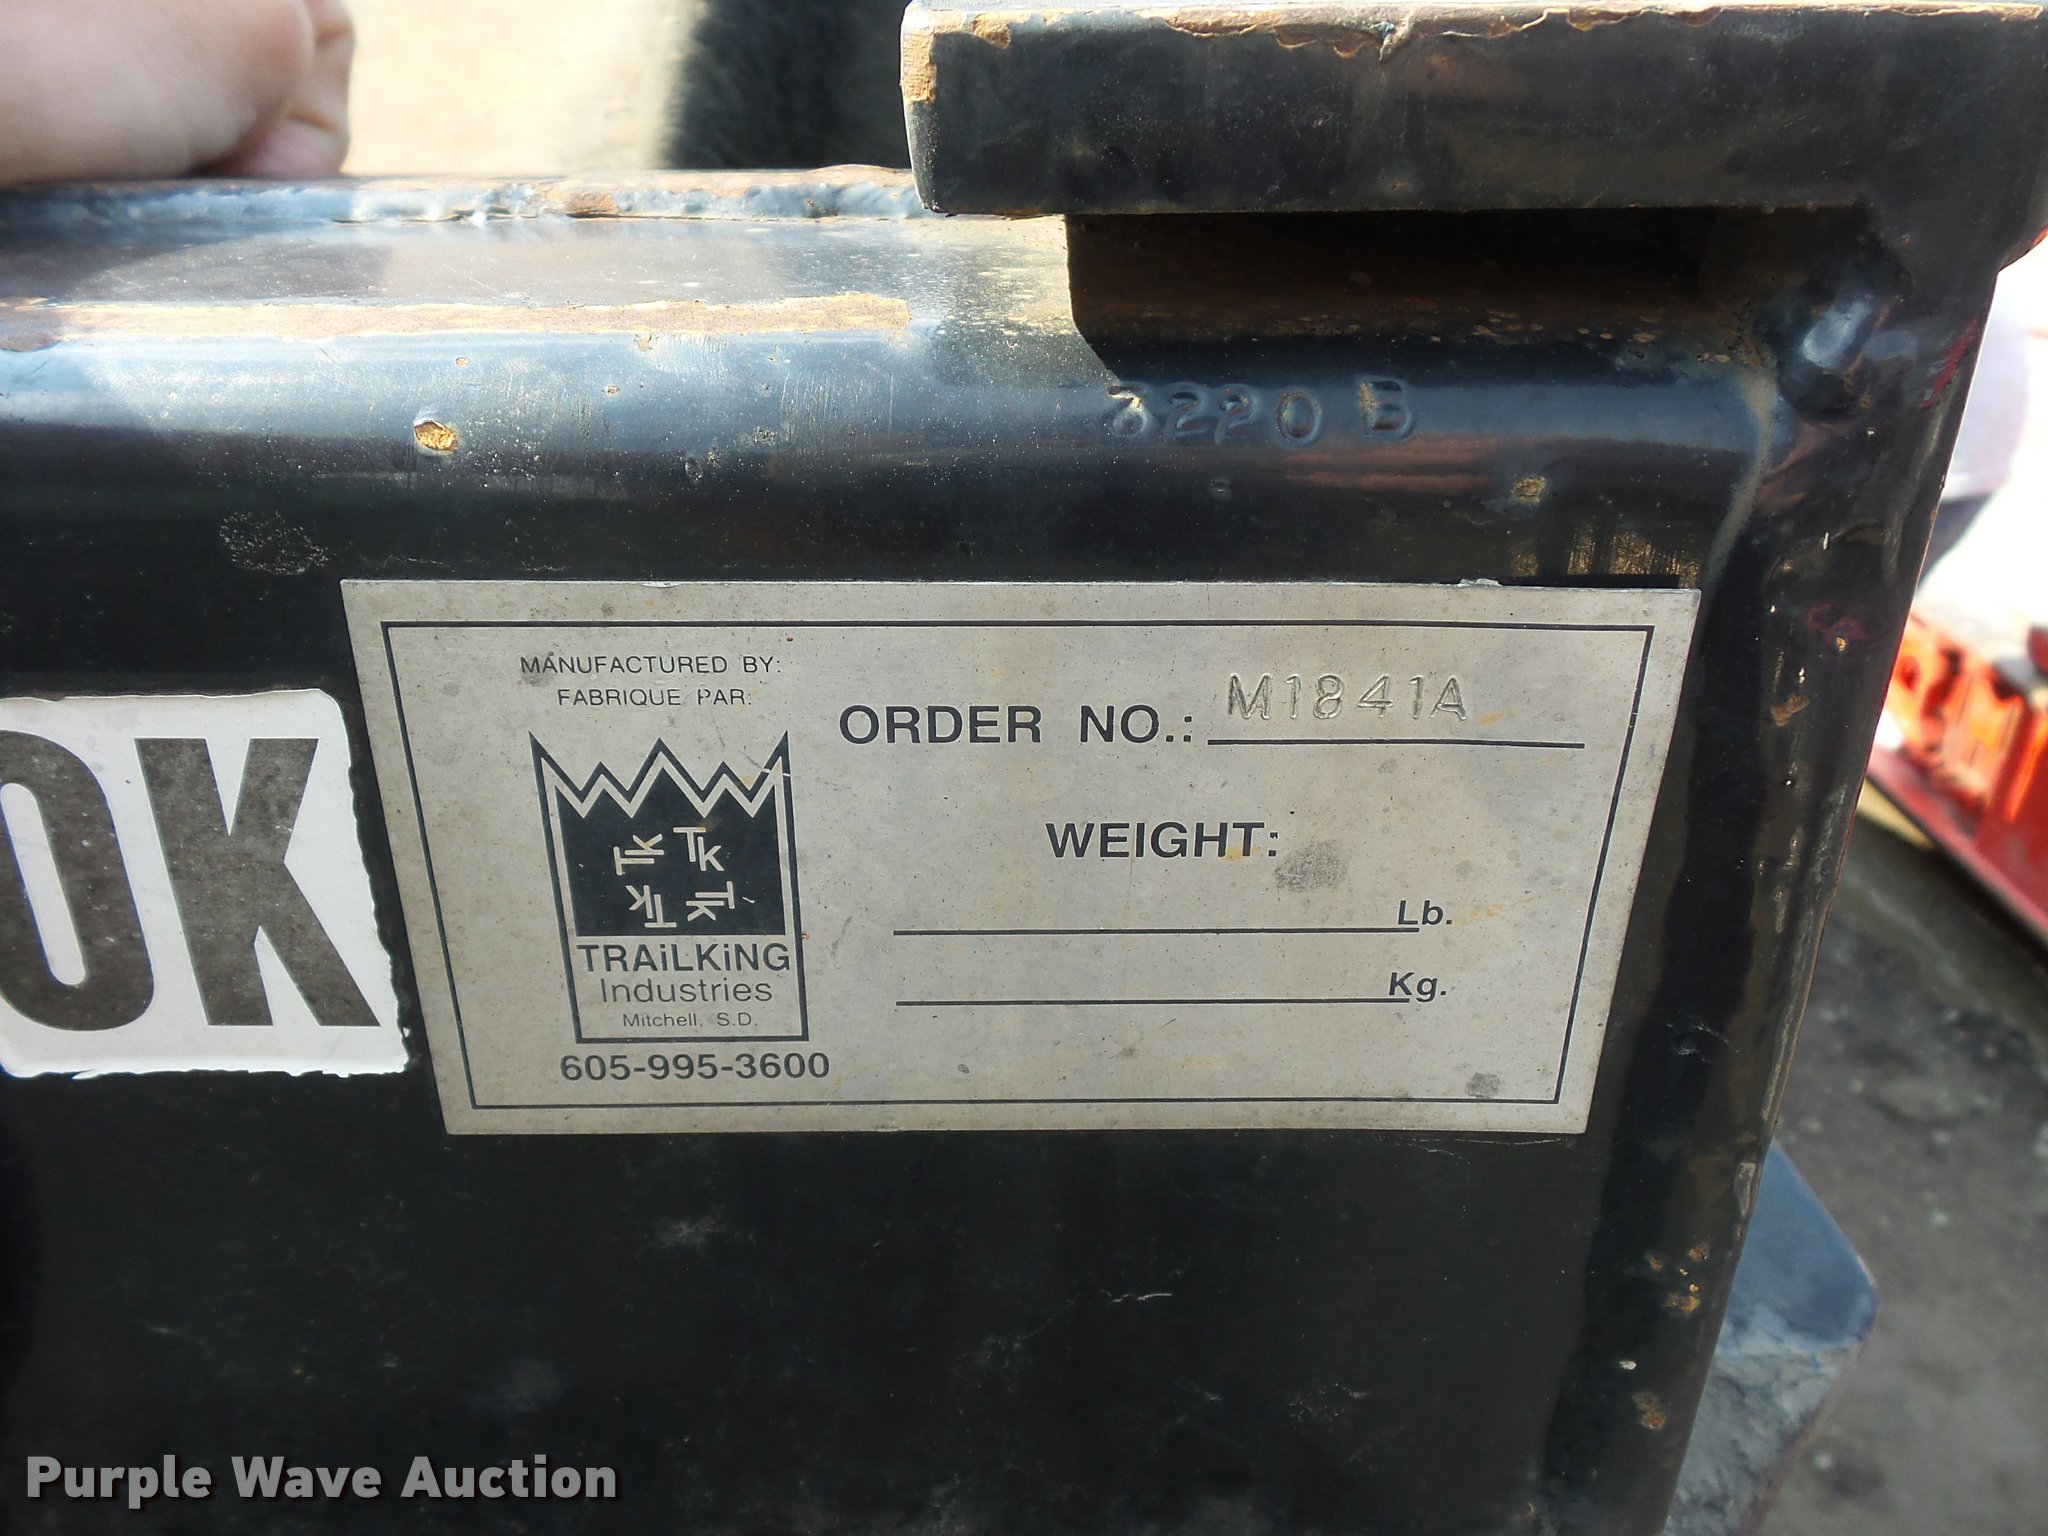 3220 B
MANUFACTURED BY:
FABRIQUE PAR:
ORDER NO.: M1841A
WEIGHT:
Lb.
Kg.
TK TK
TK TK
TRAiLKiNG
Industries
Mitchell, S.D.
605-995-3600
OK
Purple Wave Auction